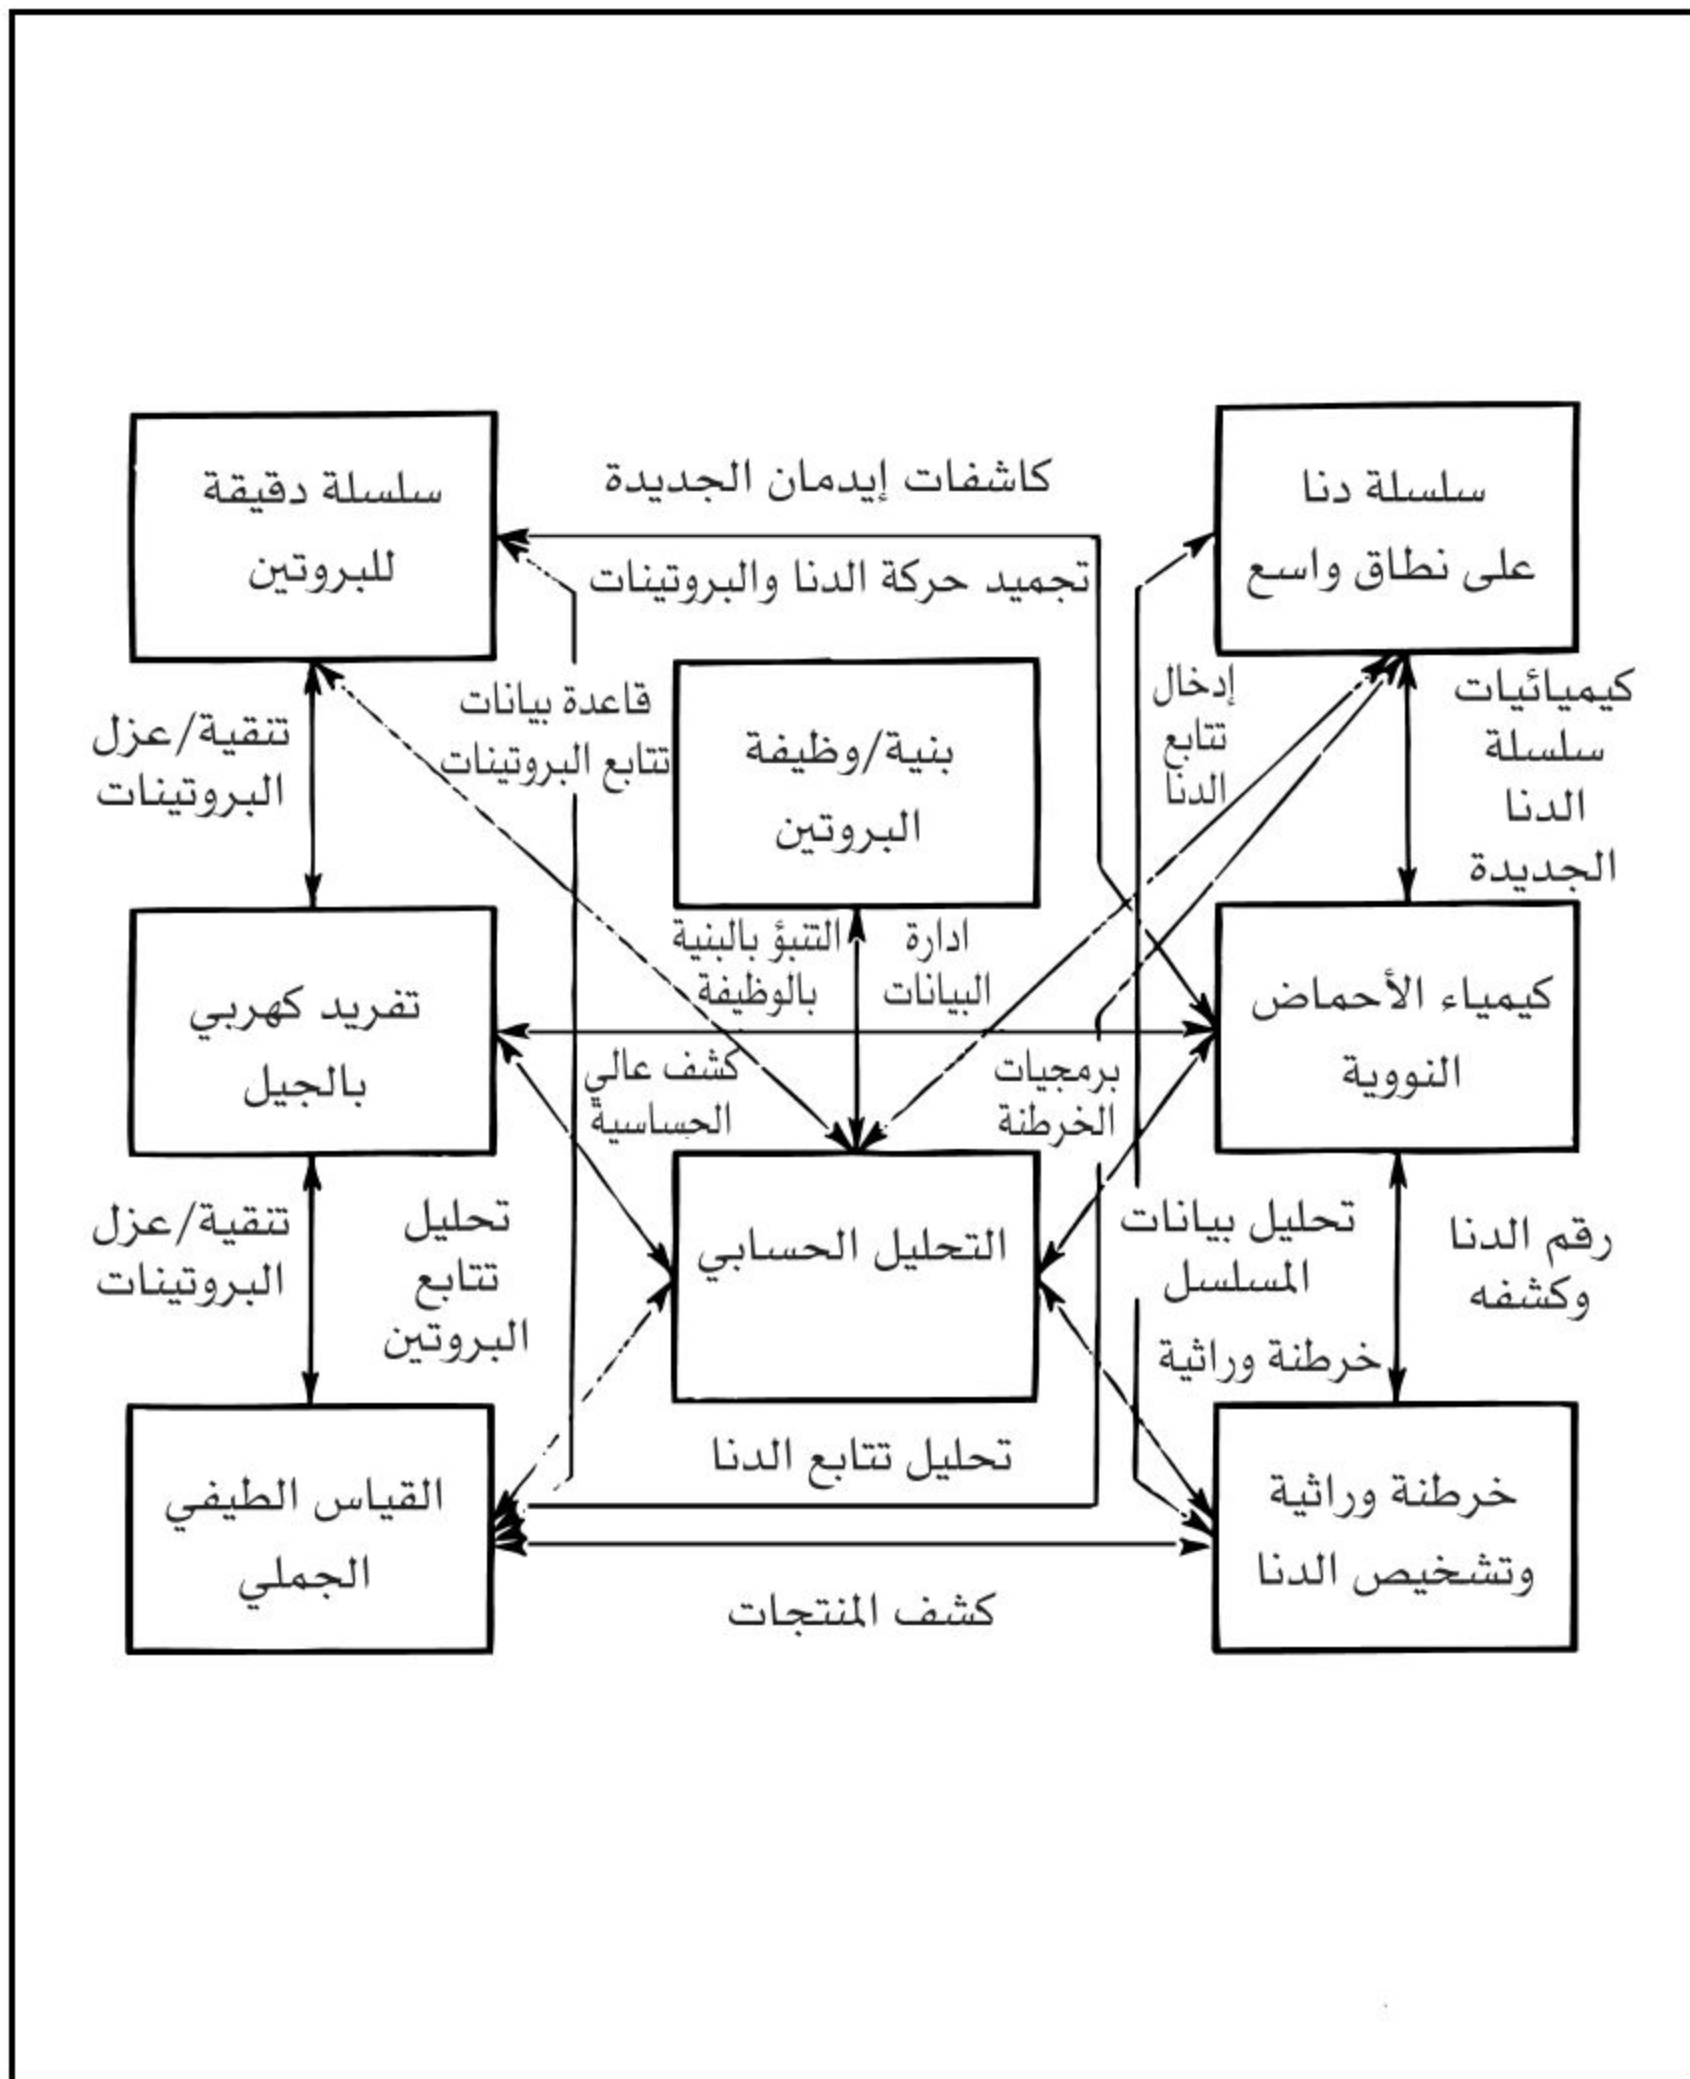 سلسلة دنا
على نطاق واسع
كاشفات إيدمان الجديدة
تجميد حركة الدنا والبروتينات
سلسلة دقيقة
للبروتين
كيميائيات
سلسلة
الدنا
الجديدة
إدخال
تتابع
الدنا
بنية/وظيفة
البروتين
قاعدة بيانات
تتابع البروتينات
تنقية/عزل
البروتينات
ادارة
البيانات
التنبؤ بالبنية
بالوظيفة
كيمياء الأحماض
النووية
برمجيات
الخرطنة
كشف عالي
الحساسية
تفريد كهربي
بالجيل
رقم الدنا
وكشفه
تحليل بيانات
المسلسل
خرطنة وراثية
التحليل الحسابي
تحليل
تتابع
البروتين
تنقية/عزل
البروتينات
خرطنة وراثية
وتشخيص الدنا
تحليل تتابع الدنا
كشف المنتجات
القياس الطيفي
الجملي